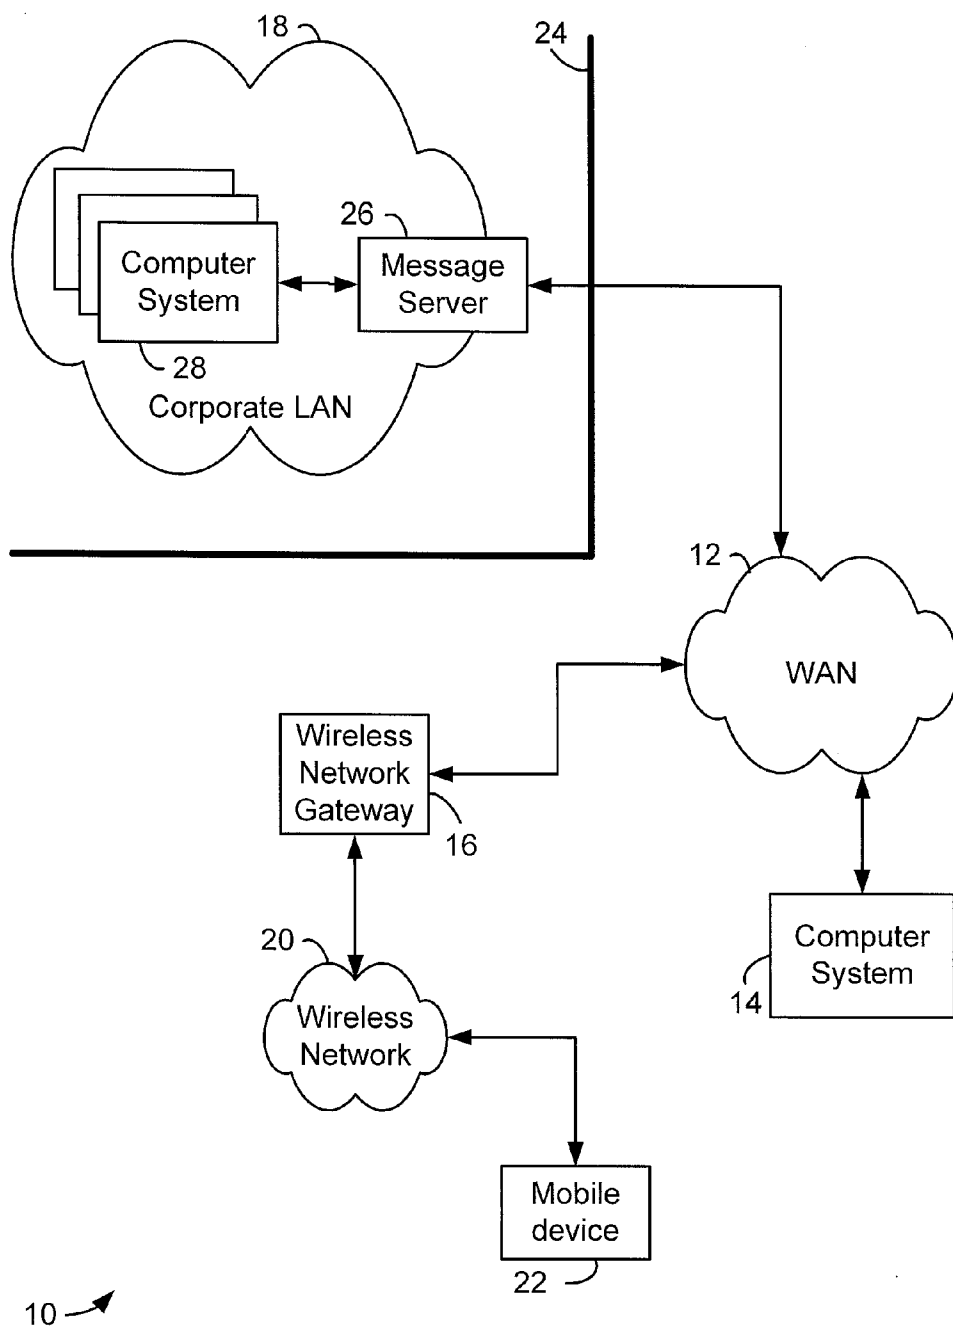 18
24
26
Computer
System
Message
Server
28
Corporate LAN
12
WAN
Wireless
Network
Gateway
16
20
Wireless
Network
Computer
System
14
Mobile
device
22
10